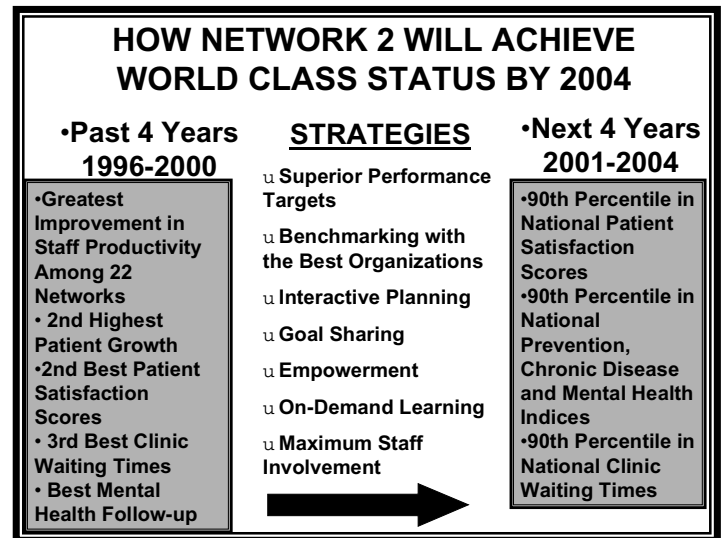 HOW NETWORK 2 WILL ACHIEVE
WORLD CLASS STATUS BY 2004
•Past 4 Years
1996-2000
•Greatest
Improvement in
Staff Productivity
Among 22
Networks
• 2nd Highest
Patient Growth
•2nd Best Patient
Satisfaction
Scores
• 3rd Best Clinic
Waiting Times
• Best Mental
Health Follow-up
STRATEGIES
u Superior Performance
Targets
u Benchmarking with
the Best Organizations
u Interactive Planning
u Goal Sharing
u Empowerment
u On-Demand Learning
u Maximum Staff
Involvement
•Next 4 Years
2001-2004
•90th Percentile in
National Patient
Satisfaction
Scores
•90th Percentile in
National
Prevention,
Chronic Disease
and Mental Health
Indices
•90th Percentile in
National Clinic
Waiting Times